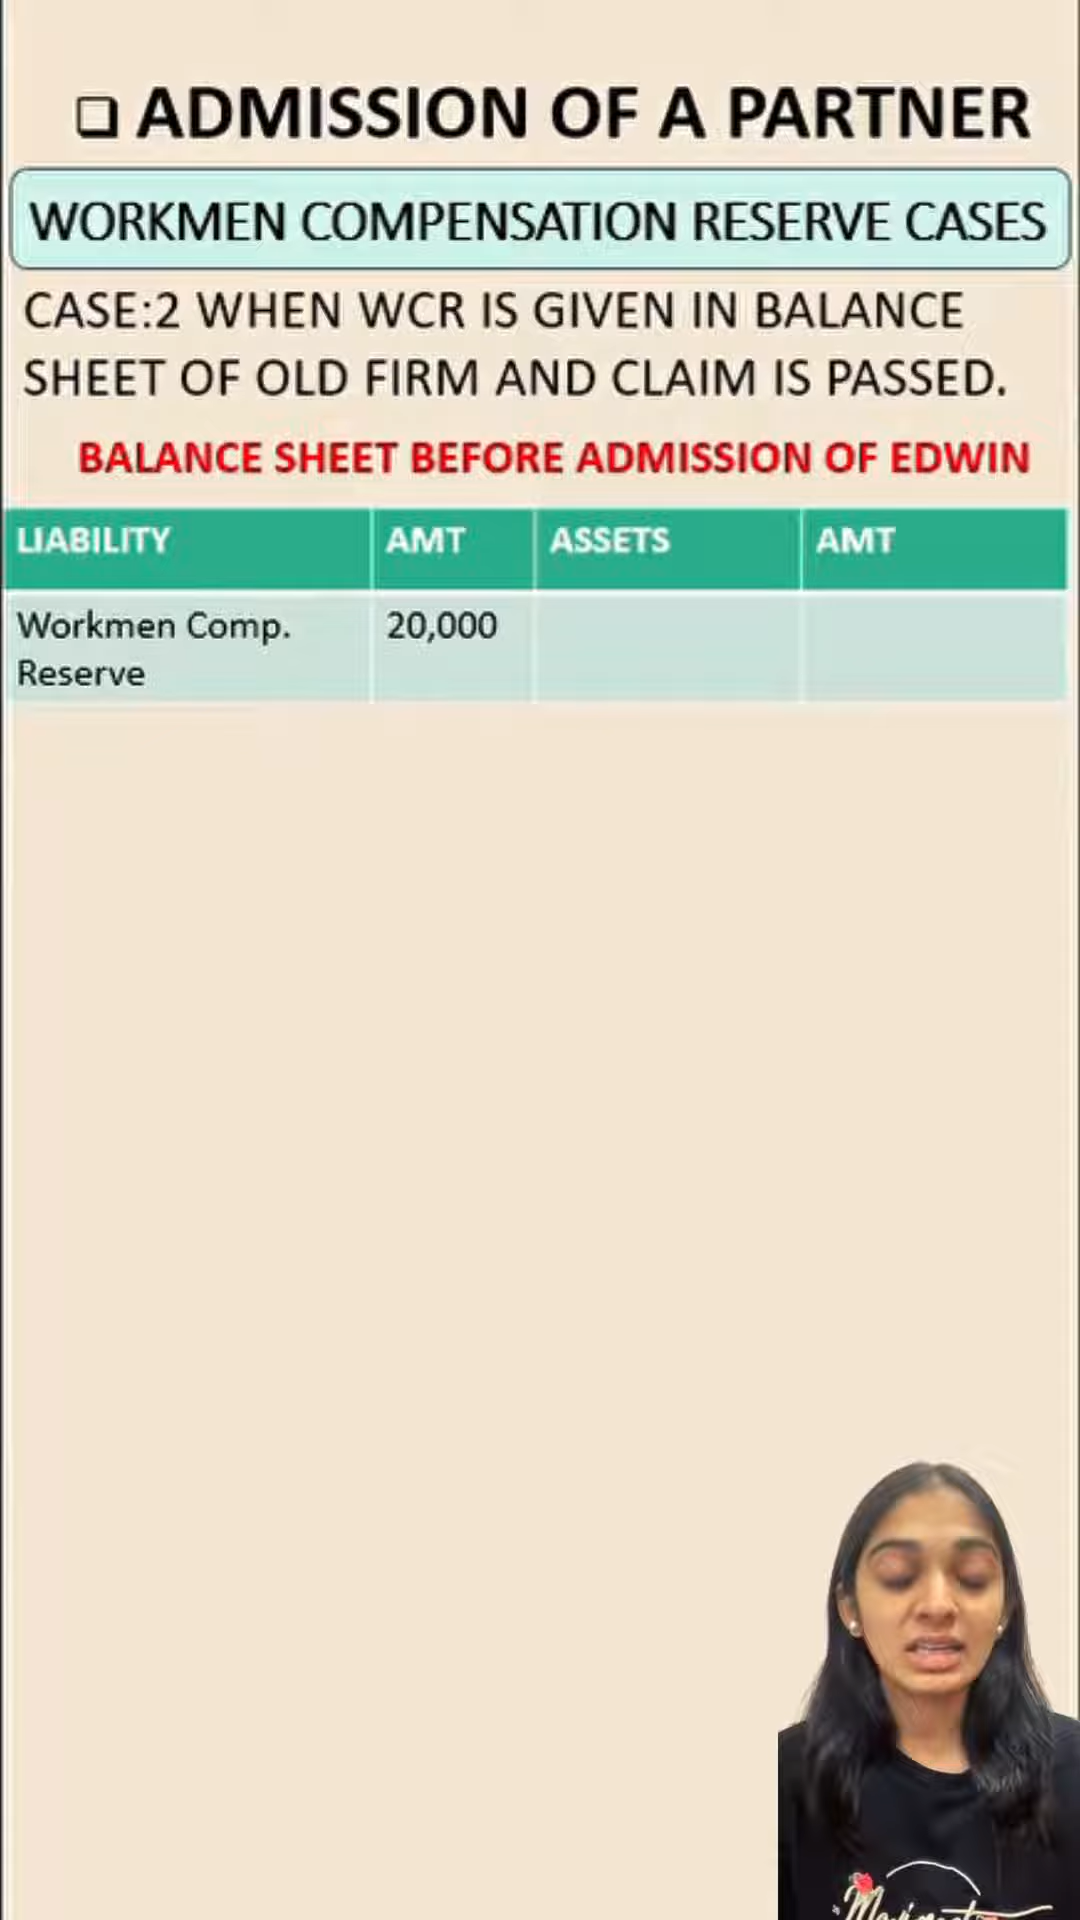 ❑ ADMISSION OF A PARTNER
WORKMEN COMPENSATION RESERVE CASES
CASE:2 WHEN WCR IS GIVEN IN BALANCE
SHEET OF OLD FIRM AND CLAIM IS PASSED.
BALANCE SHEET BEFORE ADMISSION OF EDWIN
LIABILITY AMT ASSETS AMT
Workmen Comp. 20,000
Reserve